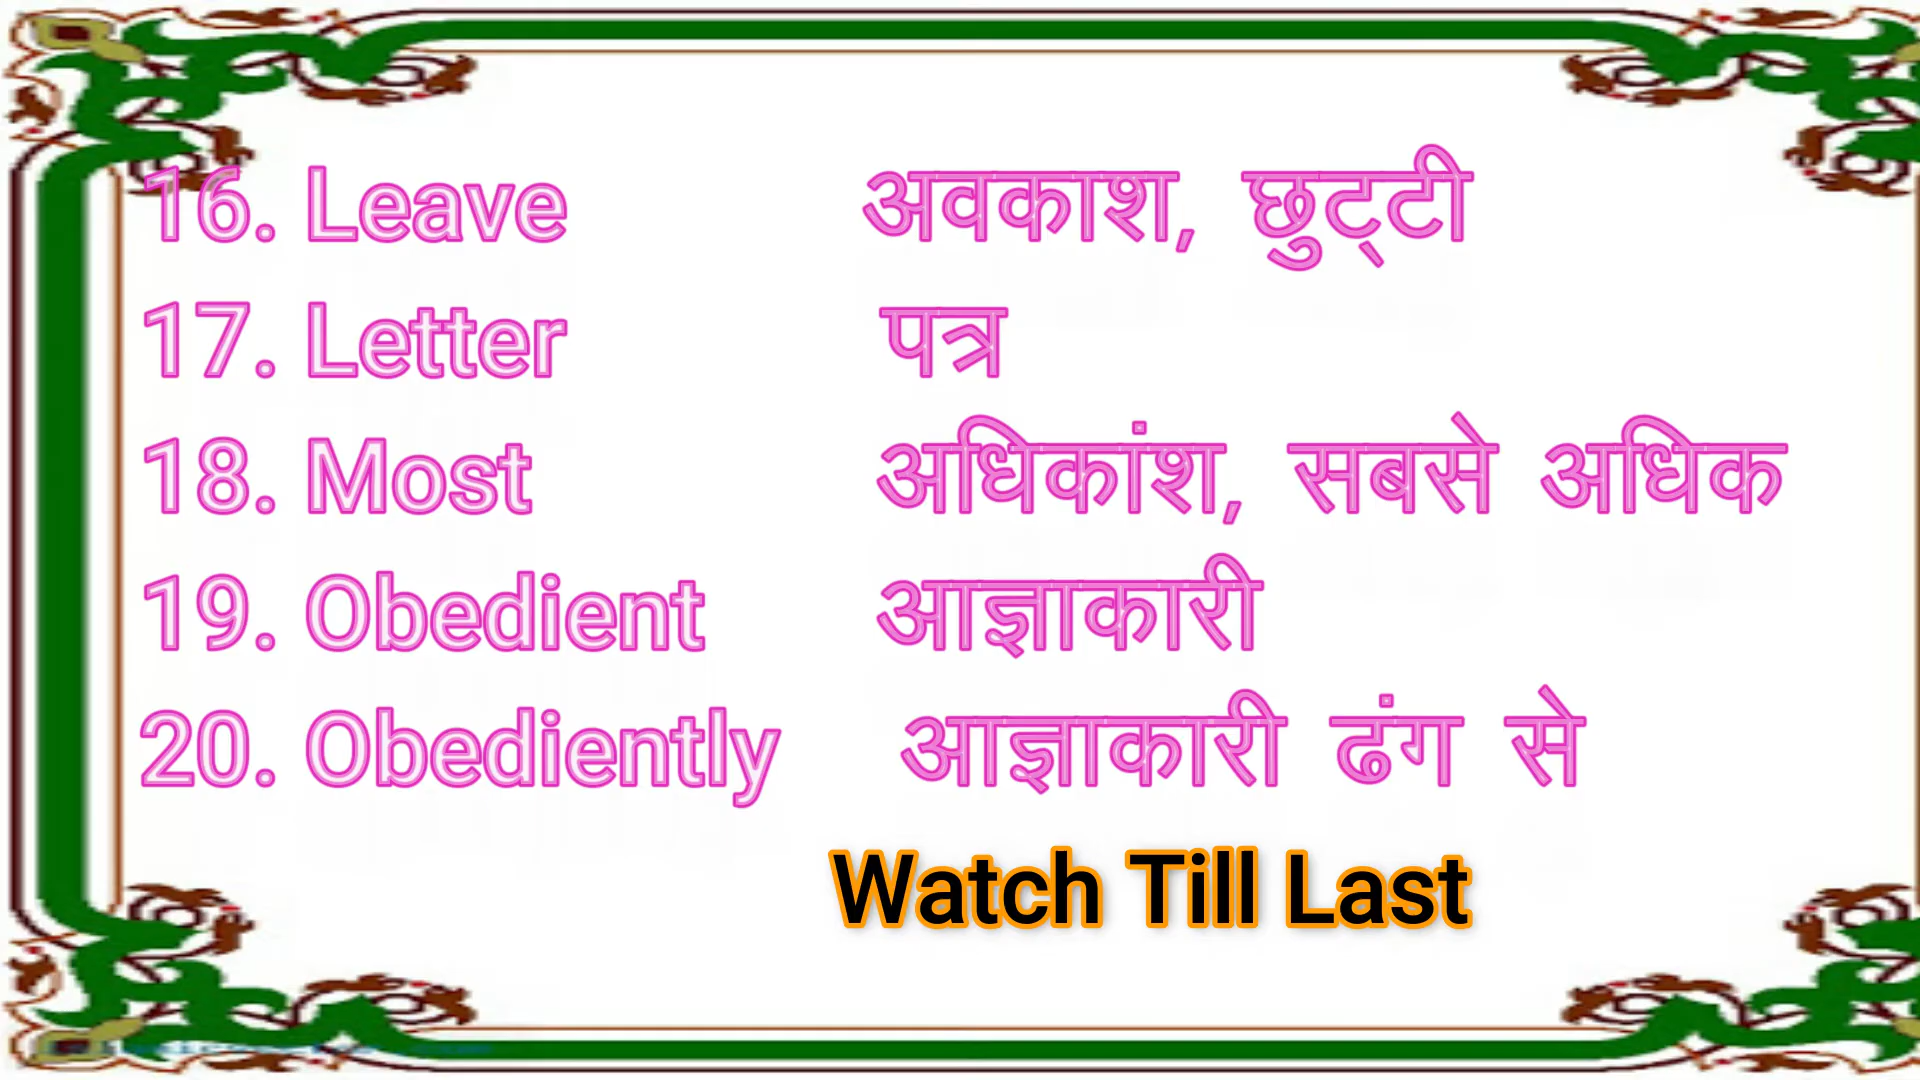 16. Leave अवकाश, छुट्टी
17. Letter पत्र
18. Most अधिकांश, सबसे अधिक
19. Obedient आज्ञाकारी
20. Obediently आज्ञाकारी ढंग से
Watch Till Last